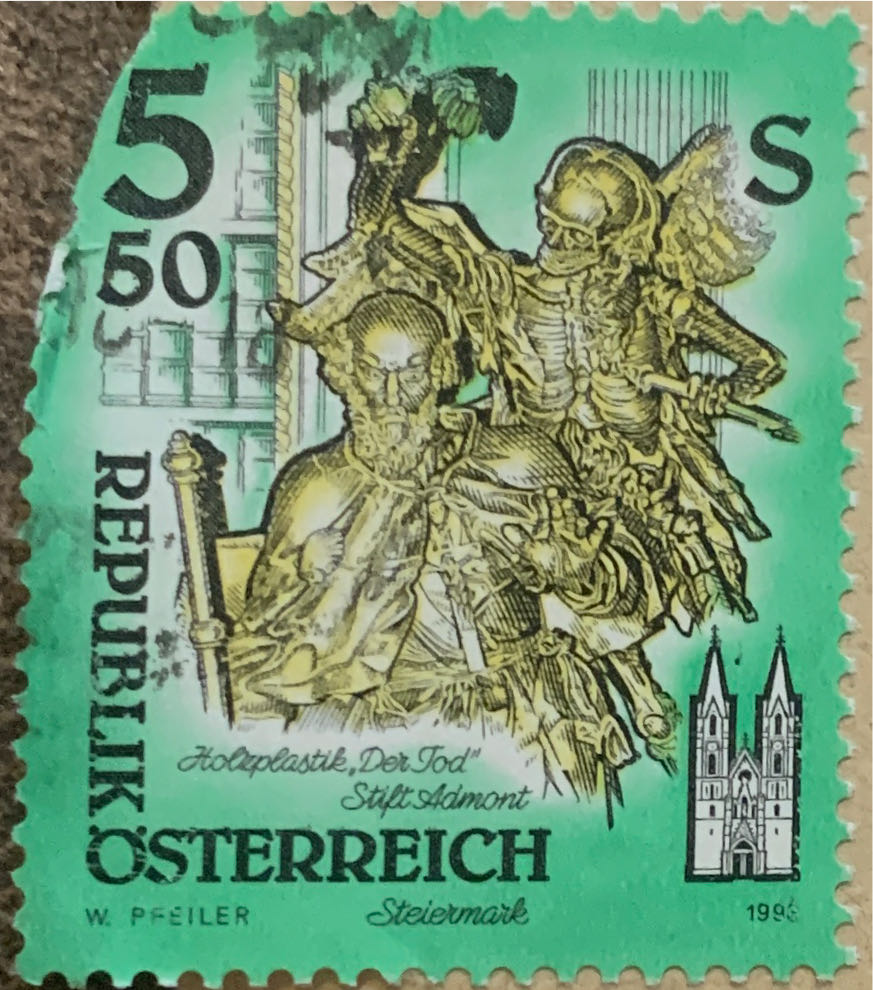 5
50
S
REPUBLIK
Holzplastik „Der Tod"
Stift Admont
ÖSTERREICH
W. PFEILER
Steiermark